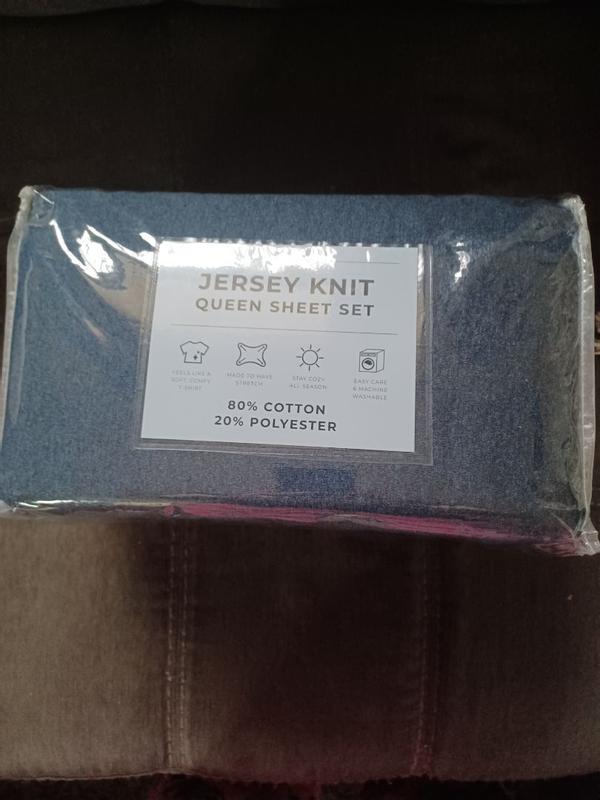 JERSEY KNIT
QUEEN SHEET SET
FEELS LIKE A
SOFT, COMFY
T-SHIRT
MADE TO HAVE
STRETCH
STAY COZY
ALL SEASON
EASY CARE
& MACHINE
WASHABLE
80% COTTON
20% POLYESTER